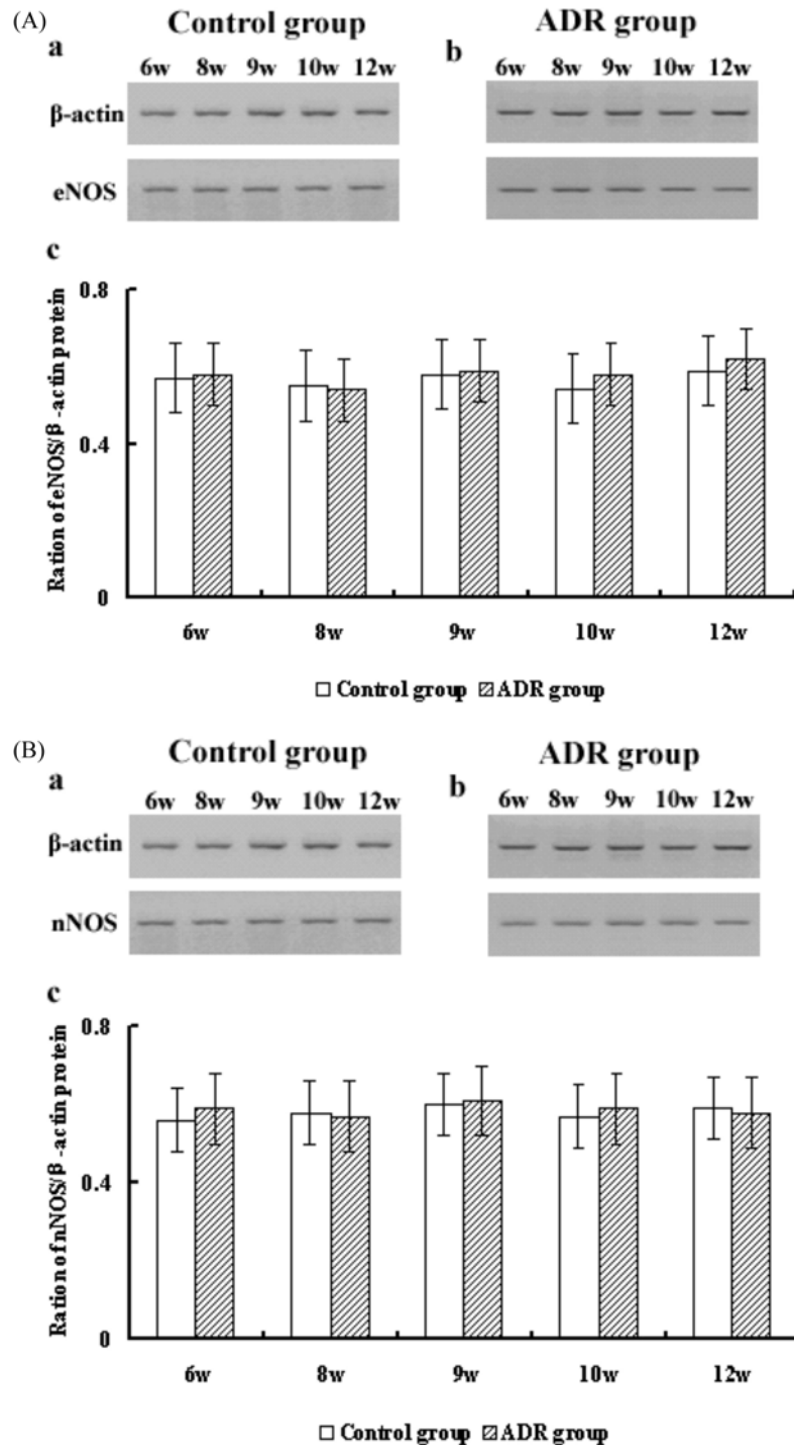 (A)
Control group
ADR group
a
b
6w 8w 9w 10w 12w
6w 8w 9w 10w 12w
β-actin
eNOS
c
Ration of eNOS/β-actin protein
0.8
0.4
0
6w 8w 9w 10w 12w
Control group ADR group
(B)
Control group
ADR group
a
b
6w 8w 9w 10w 12w
6w 8w 9w 10w 12w
β-actin
nNOS
c
Ration of nNOS/β-actin protein
0.8
0.4
0
6w 8w 9w 10w 12w
Control group ADR group